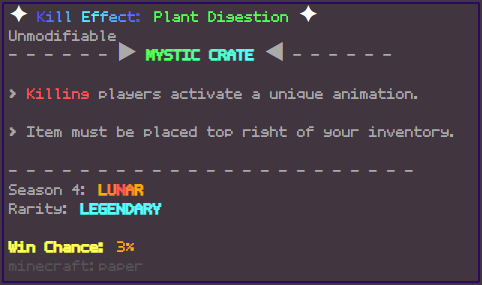 ✦ Kill Effect: Plant Digestion ✦
Unmodifiable
- - - - - - ▶ MYSTIC CRATE ◀ - - - - - -
> Killing players activate a unique animation.
> Item must be placed top right of your inventory.
- - - - - - - - - - - - - - - - - - - - - - -
Season 4: LUNAR
Rarity: LEGENDARY
Win Chance: 3%
minecraft:paper